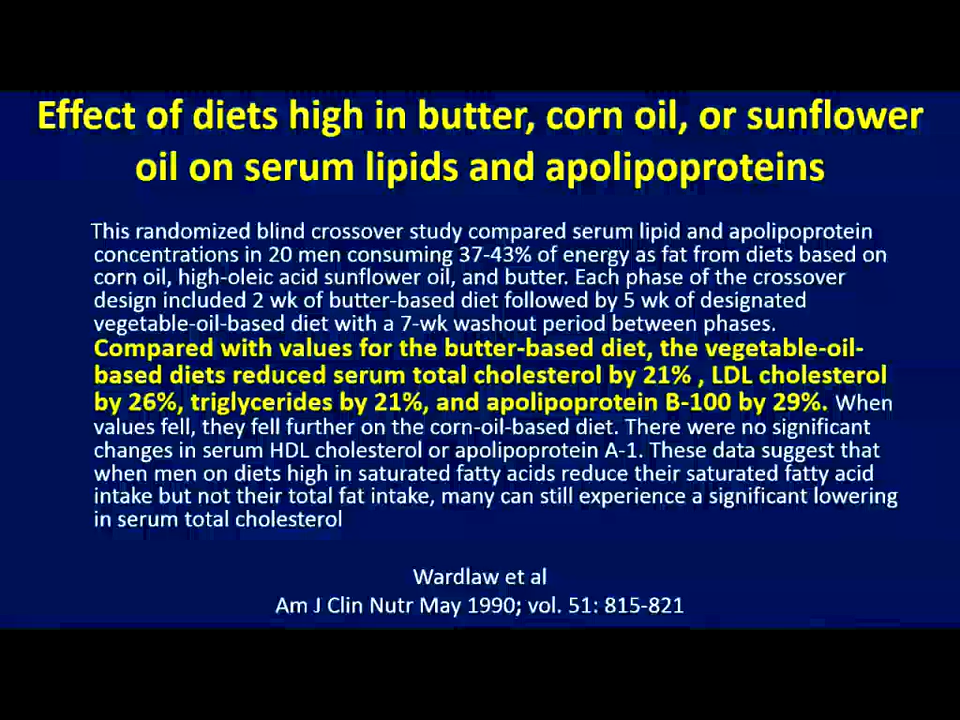 Effect of diets high in butter, corn oil, or sunflower
oil on serum lipids and apolipoproteins
This randomized blind crossover study compared serum lipid and apolipoprotein
concentrations in 20 men consuming 37-43% of energy as fat from diets based on
corn oil, high-oleic acid sunflower oil, and butter. Each phase of the crossover
design included 2 wk of butter-based diet followed by 5 wk of designated
vegetable-oil-based diet with a 7-wk washout period between phases.
Compared with values for the butter-based diet, the vegetable-oil-
based diets reduced serum total cholesterol by 21% , LDL cholesterol
by 26%, triglycerides by 21%, and apolipoprotein B-100 by 29%. When
values fell, they fell further on the corn-oil-based diet. There were no significant
changes in serum HDL cholesterol or apolipoprotein A-1. These data suggest that
when men on diets high in saturated fatty acids reduce their saturated fatty acid
intake but not their total fat intake, many can still experience a significant lowering
in serum total cholesterol
Wardlaw et al
Am J Clin Nutr May 1990; vol. 51: 815-821